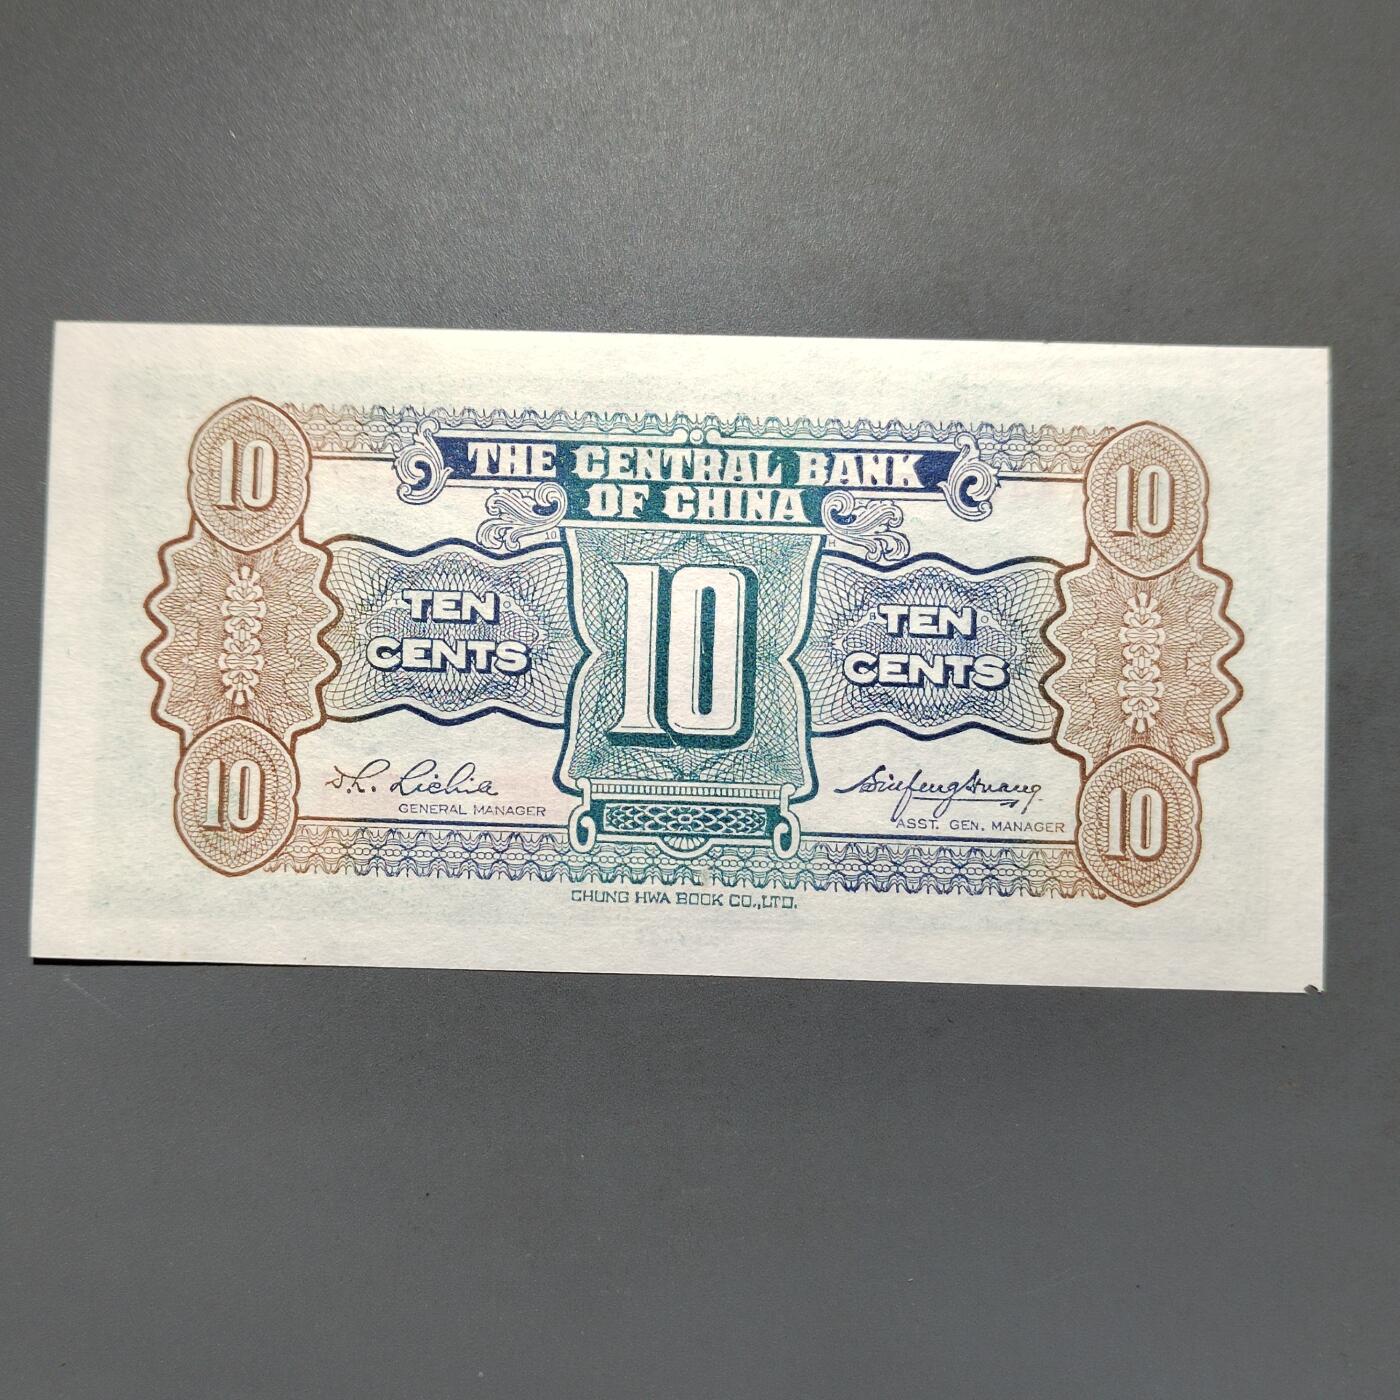 10
10
THE CENTRAL BANK
OF CHINA
10
TEN
CENTS
10
TEN
CENTS
10
10
GENERAL MANAGER
ASST. GEN. MANAGER
CHUNG HWA BOOK CO.,LTD.